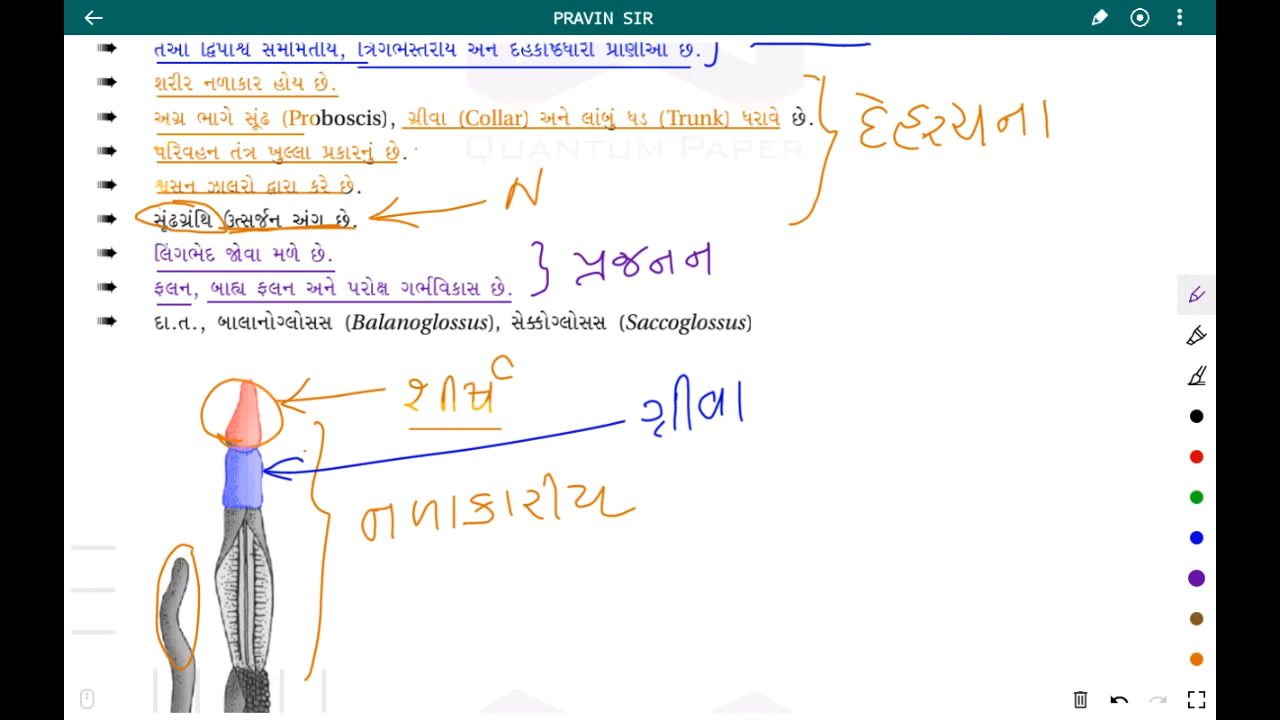 PRAVIN SIR
તેઓ દ્વિપાર્શ્વ સમમિતીય, ત્રિગર્ભસ્તરીય અને દેહકોષ્ઠધારી પ્રાણીઓ છે.
શરીર નળાકાર હોય છે.
અગ્ર ભાગે સૂંઢ (Proboscis), ગ્રીવા (Collar) અને લાંબું ધડ (Trunk) ધરાવે છે.
દેહરચના
પરિવહન તંત્ર ખુલ્લા પ્રકારનું છે.
QUANTUM PAPER
શ્વસન ઝાલરો દ્વારા કરે છે.
N
સૂંઢગ્રંથિ ઉત્સર્જન અંગ છે.
લિંગભેદ જોવા મળે છે.
પ્રજનન
ફલન, બાહ્ય ફલન અને પરોક્ષ ગર્ભવિકાસ છે.
દા.ત., બાલાનોગ્લોસસ (Balanoglossus), સેક્કોગ્લોસસ (Saccoglossus)
શીર્ષ
ગ્રીવા
નળાકારીય